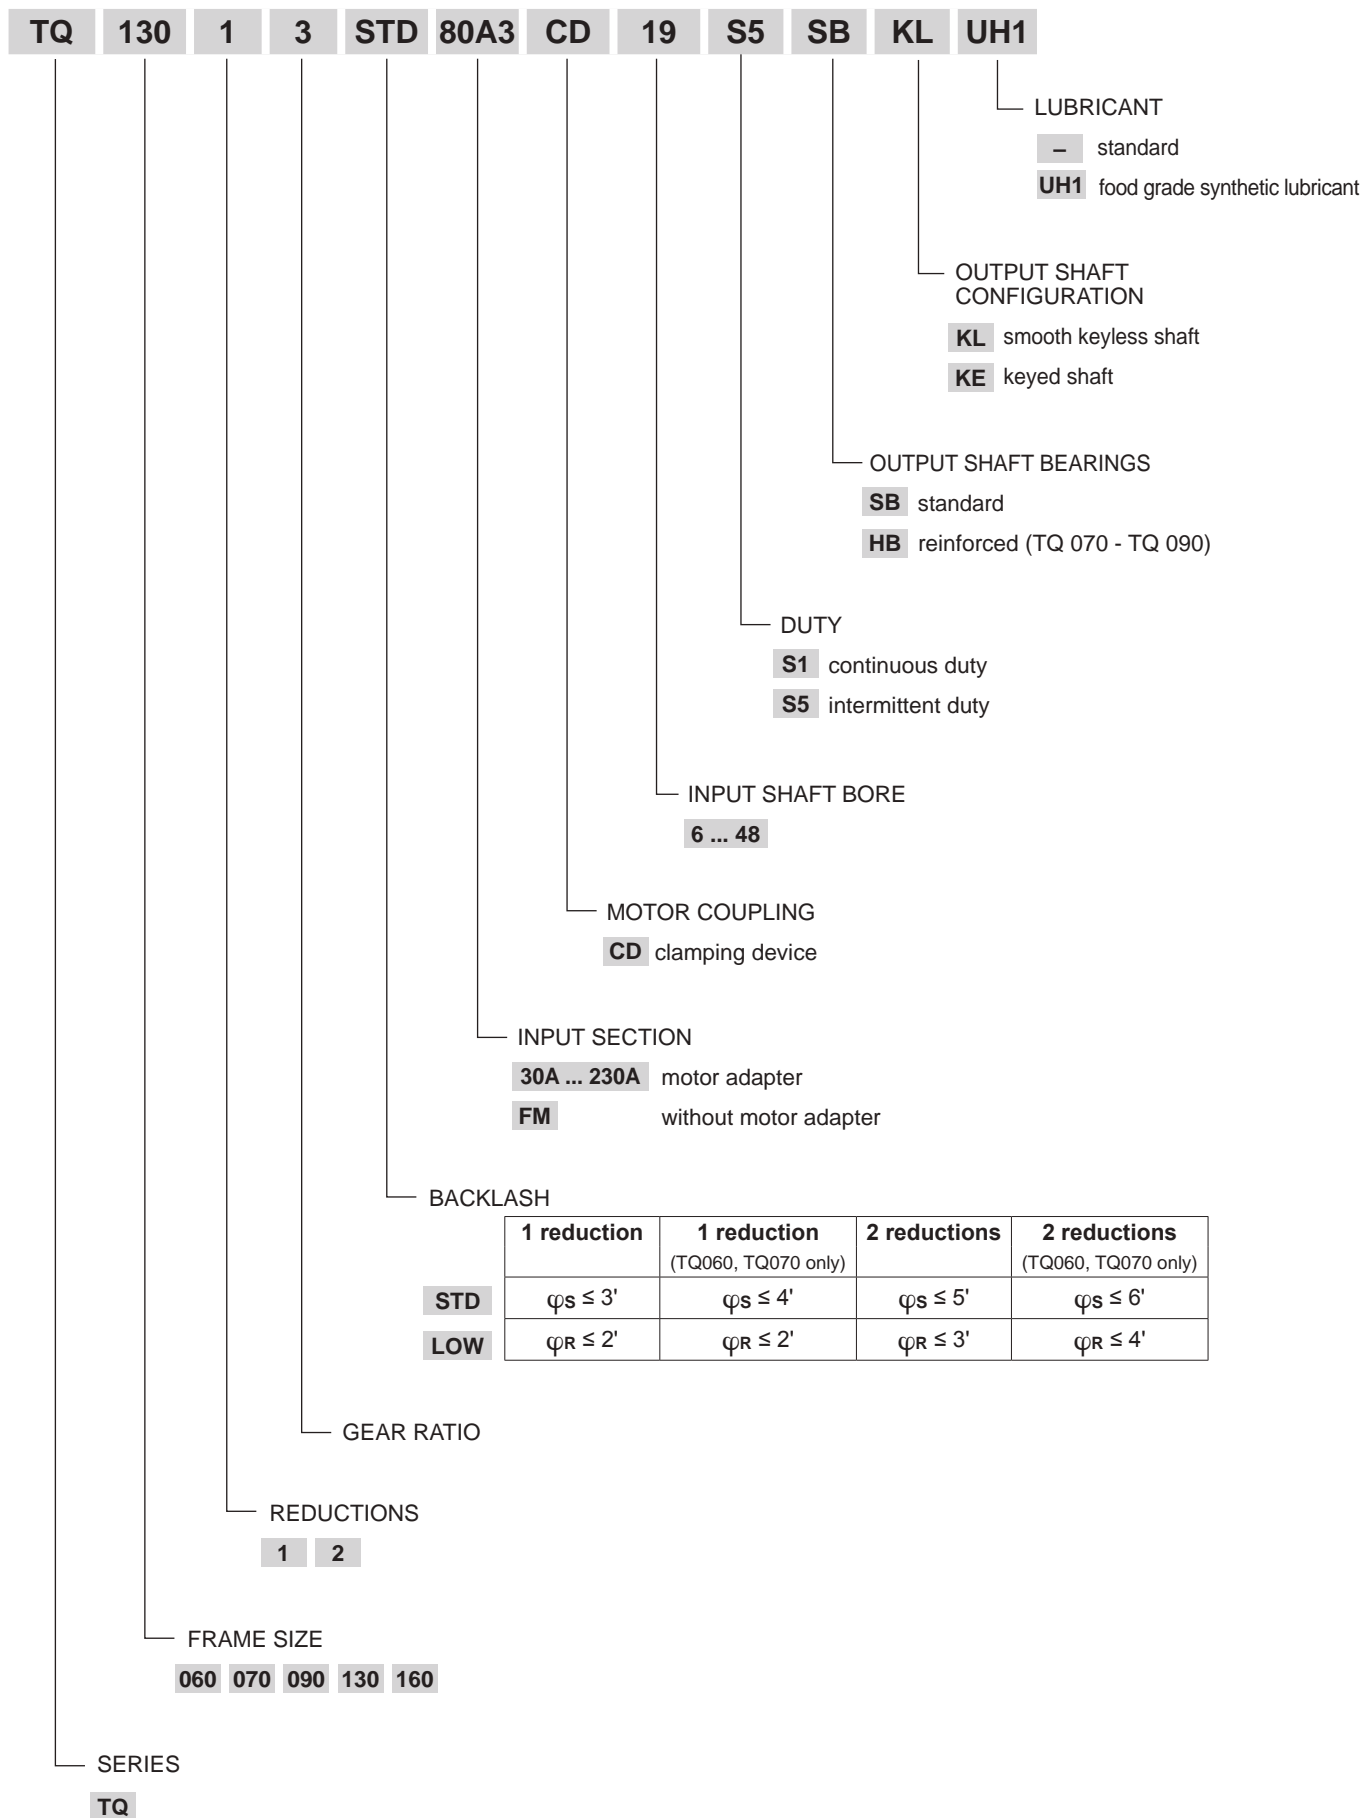 TQ 130 1 3 STD 80A3 CD 19 S5 SB KL UH1
LUBRICANT
– standard
UH1 food grade synthetic lubricant
OUTPUT SHAFT
CONFIGURATION
KL smooth keyless shaft
KE keyed shaft
OUTPUT SHAFT BEARINGS
SB standard
HB reinforced (TQ 070 - TQ 090)
DUTY
S1 continuous duty
S5 intermittent duty
INPUT SHAFT BORE
6 ... 48
MOTOR COUPLING
CD clamping device
INPUT SECTION
30A ... 230A motor adapter
FM without motor adapter
BACKLASH
1 reduction 1 reduction 2 reductions 2 reductions
(TQ060, TQ070 only) (TQ060, TQ070 only)
STD φS ≤ 3' φS ≤ 4' φS ≤ 5' φS ≤ 6'
LOW φR ≤ 2' φR ≤ 2' φR ≤ 3' φR ≤ 4'
GEAR RATIO
REDUCTIONS
1 2
FRAME SIZE
060 070 090 130 160
SERIES
TQ